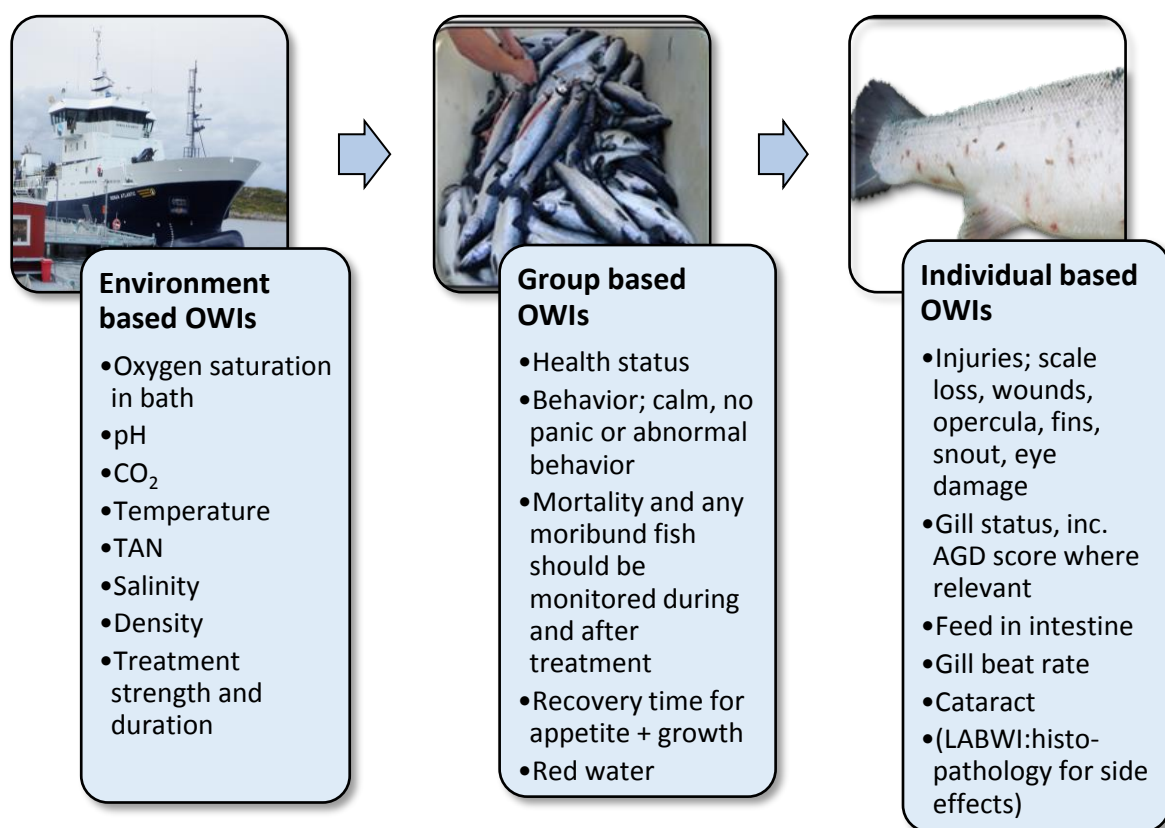 Environment
based OWIs
•Oxygen saturation
in bath
•pH
•CO₂
•Temperature
•TAN
•Salinity
•Density
•Treatment
strength and
duration
Group based
OWIs
•Health status
•Behavior; calm, no
panic or abnormal
behavior
•Mortality and any
moribund fish
should be
monitored during
and after
treatment
•Recovery time for
appetite + growth
•Red water
Individual based
OWIs
•Injuries; scale
loss, wounds,
opercula, fins,
snout, eye
damage
•Gill status, inc.
AGD score where
relevant
•Feed in intestine
•Gill beat rate
•Cataract
•(LABWI:histo-
pathology for side
effects)